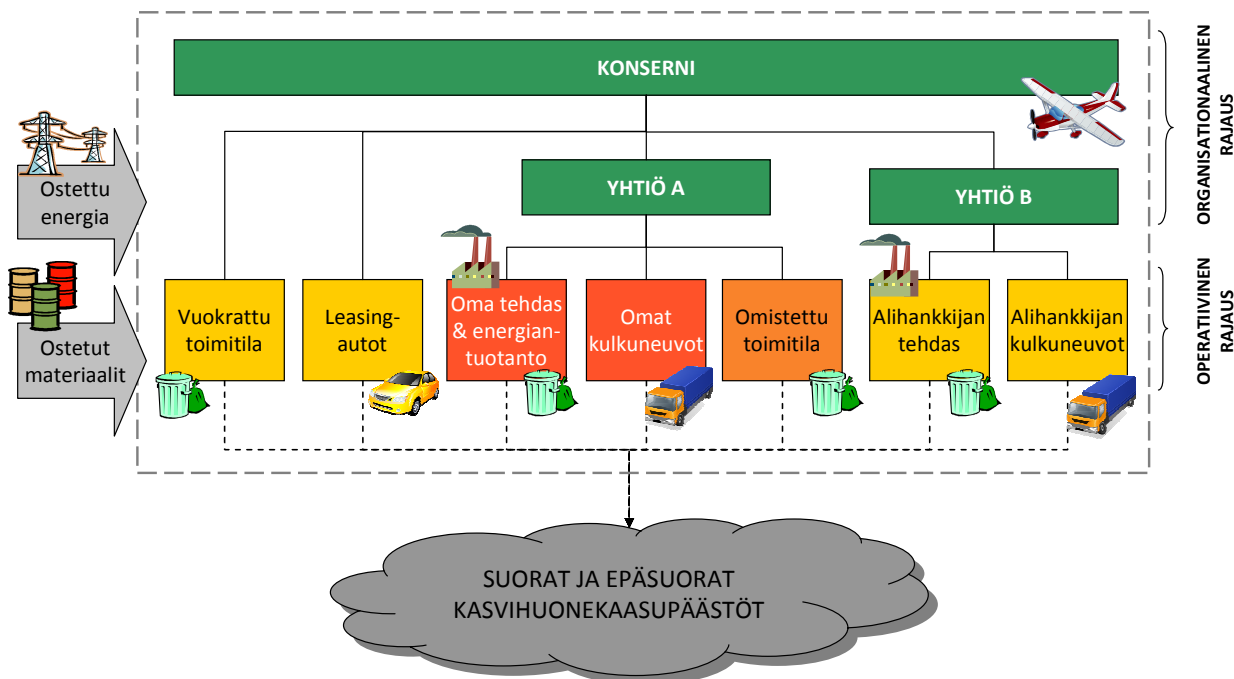 KONSERNI
ORGANISATIONAALINEN
RAJAUS
Ostettu
energia
YHTIÖ A
YHTIÖ B
Ostetut
materiaalit
Vuokrattu
toimitila
Leasing-
autot
Oma tehdas
& energian-
tuotanto
Omat
kulkuneuvot
Omistettu
toimitila
Alihankkijan
tehdas
Alihankkijan
kulkuneuvot
OPERATIIVINEN
RAJAUS
SUORAT JA EPÄSUORAT
KASVIHUONEKAASUPÄÄSTÖT